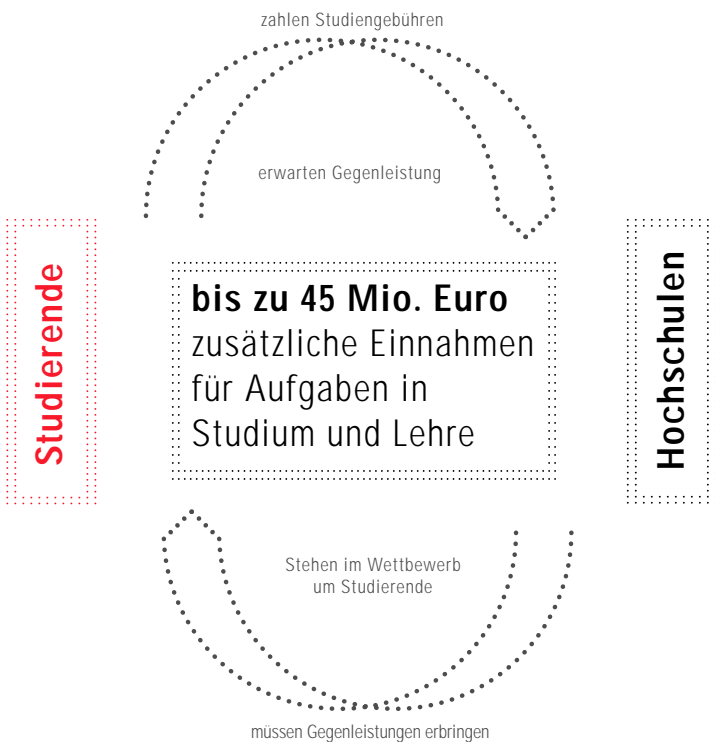 zahlen Studiengebühren
erwarten Gegenleistung
Studierende
bis zu 45 Mio. Euro
zusätzliche Einnahmen
für Aufgaben in
Studium und Lehre
Hochschulen
Stehen im Wettbewerb
um Studierende
müssen Gegenleistungen erbringen